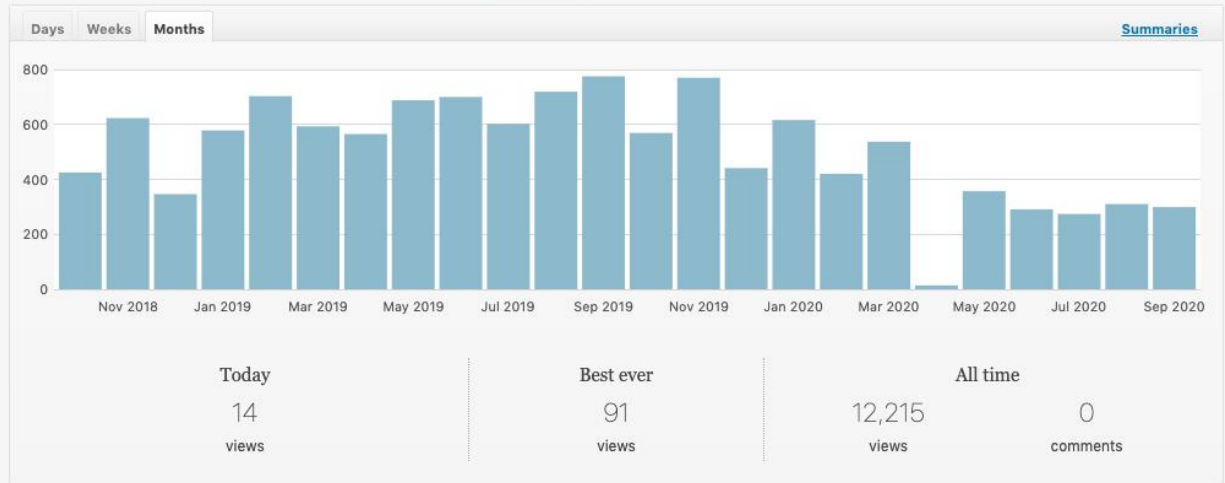 Days Weeks Months Summaries
800
600
400
200
0
Nov 2018 Jan 2019 Mar 2019 May 2019 Jul 2019 Sep 2019 Nov 2019 Jan 2020 Mar 2020 May 2020 Jul 2020 Sep 2020
Today Best ever All time
14 91 12,215 0
views views views comments